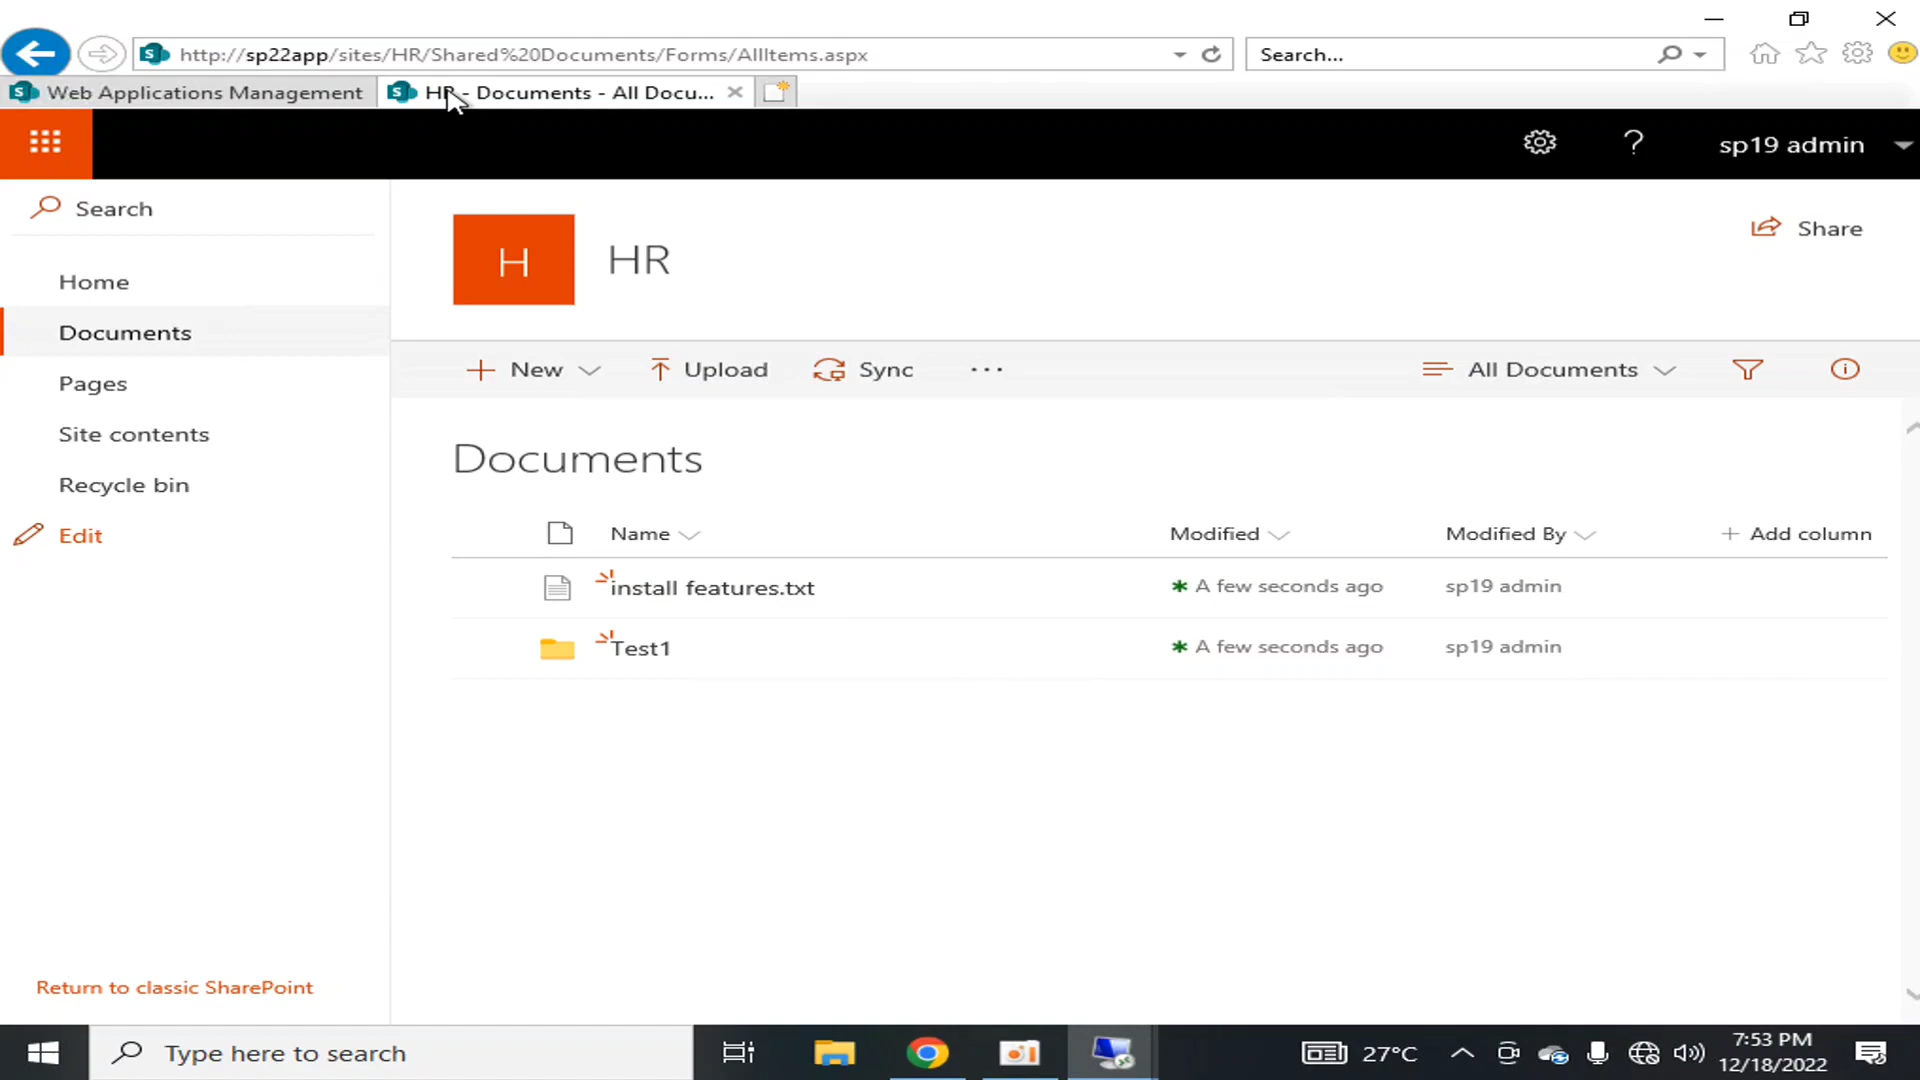 http://sp22app/sites/HR/Shared%20Documents/Forms/AllItems.aspx
Search...
Web Applications Management
HR - Documents - All Docu...
sp19 admin
Search
Home
Documents
Pages
Site contents
Recycle bin
Edit
Return to classic SharePoint
H
HR
Share
New
Upload
Sync
...
All Documents
Documents
Name
Modified
Modified By
+ Add column
install features.txt
A few seconds ago
sp19 admin
Test1
A few seconds ago
sp19 admin
Type here to search
27°C
7:53 PM
12/18/2022